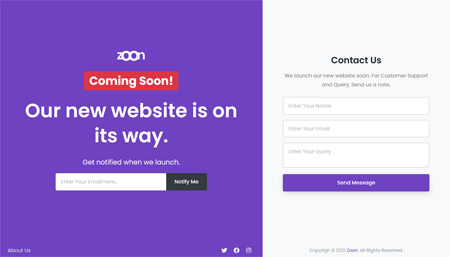 zoon
Coming Soon!
Our new website is on
its way.
Get notified when we launch.
Enter Your Email Here...
Notify Me
About Us
Contact Us
We launch our new website soon. For Customer Support
and Query, Send us a note.
Enter Your Name
Enter Your Email
Enter Your Query
Send Message
Copyrigh © 2021 Zoon. All Rights Reserved.